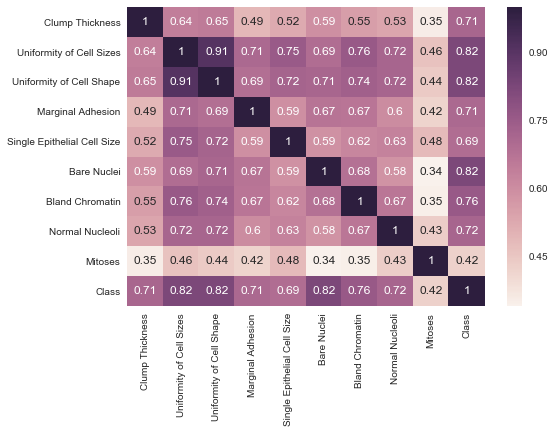 Clump Thickness 1 0.64 0.65 0.49 0.52 0.59 0.55 0.53 0.35 0.71
Uniformity of Cell Sizes 0.64 1 0.91 0.71 0.75 0.69 0.76 0.72 0.46 0.82
Uniformity of Cell Shape 0.65 0.91 1 0.69 0.72 0.71 0.74 0.72 0.44 0.82
Marginal Adhesion 0.49 0.71 0.69 1 0.59 0.67 0.67 0.6 0.42 0.71
Single Epithelial Cell Size 0.52 0.75 0.72 0.59 1 0.59 0.62 0.63 0.48 0.69
Bare Nuclei 0.59 0.69 0.71 0.67 0.59 1 0.68 0.58 0.34 0.82
Bland Chromatin 0.55 0.76 0.74 0.67 0.62 0.68 1 0.67 0.35 0.76
Normal Nucleoli 0.53 0.72 0.72 0.6 0.63 0.58 0.67 1 0.43 0.72
Mitoses 0.35 0.46 0.44 0.42 0.48 0.34 0.35 0.43 1 0.42
Class 0.71 0.82 0.82 0.71 0.69 0.82 0.76 0.72 0.42 1
Clump Thickness
Uniformity of Cell Sizes
Uniformity of Cell Shape
Marginal Adhesion
Single Epithelial Cell Size
Bare Nuclei
Bland Chromatin
Normal Nucleoli
Mitoses
Class
0.90
0.75
0.60
0.45